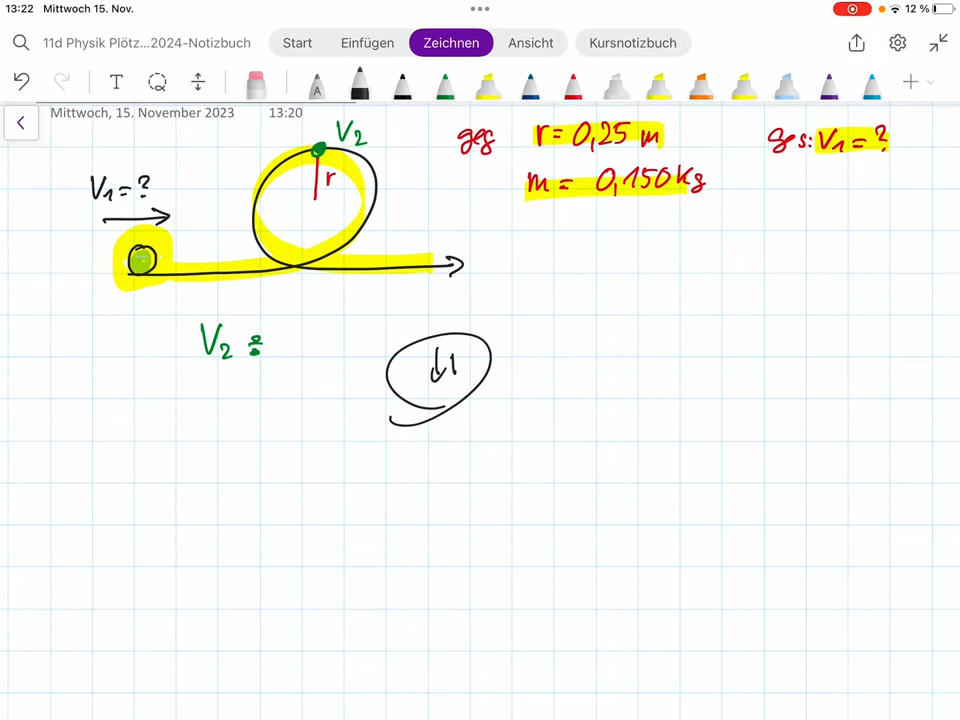 13:22 Mittwoch 15. Nov.
12 %
11d Physik Plötz...2024-Notizbuch
Start
Einfügen
Zeichnen
Ansicht
Kursnotizbuch
T
A
Mittwoch, 15. November 2023 13:20
V2
geg r = 0,25 m
ges: V1 = ?
m = 0,150 Kg
V1 = ?
r
V2 :